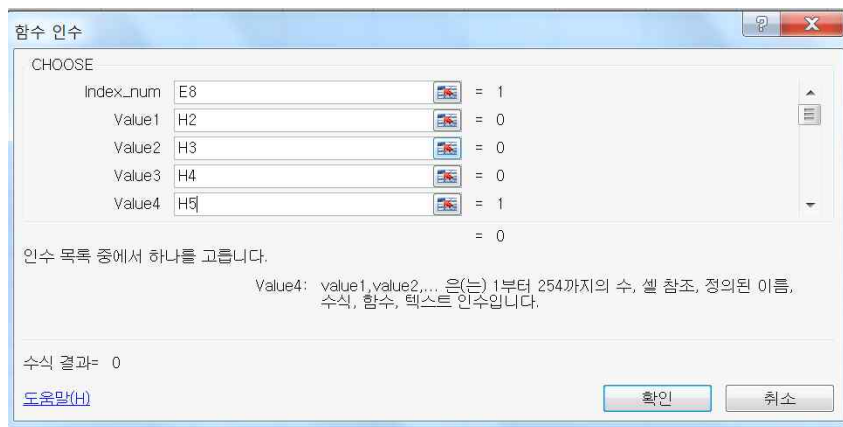 함수 인수
CHOOSE
Index_num E8 = 1
Value1 H2 = 0
Value2 H3 = 0
Value3 H4 = 0
Value4 H5 = 1
= 0
인수 목록 중에서 하나를 고릅니다.
Value4: value1,value2,... 은(는) 1부터 254까지의 수, 셀 참조, 정의된 이름,
수식, 함수, 텍스트 인수입니다.
수식 결과= 0
도움말(H)
확인 취소